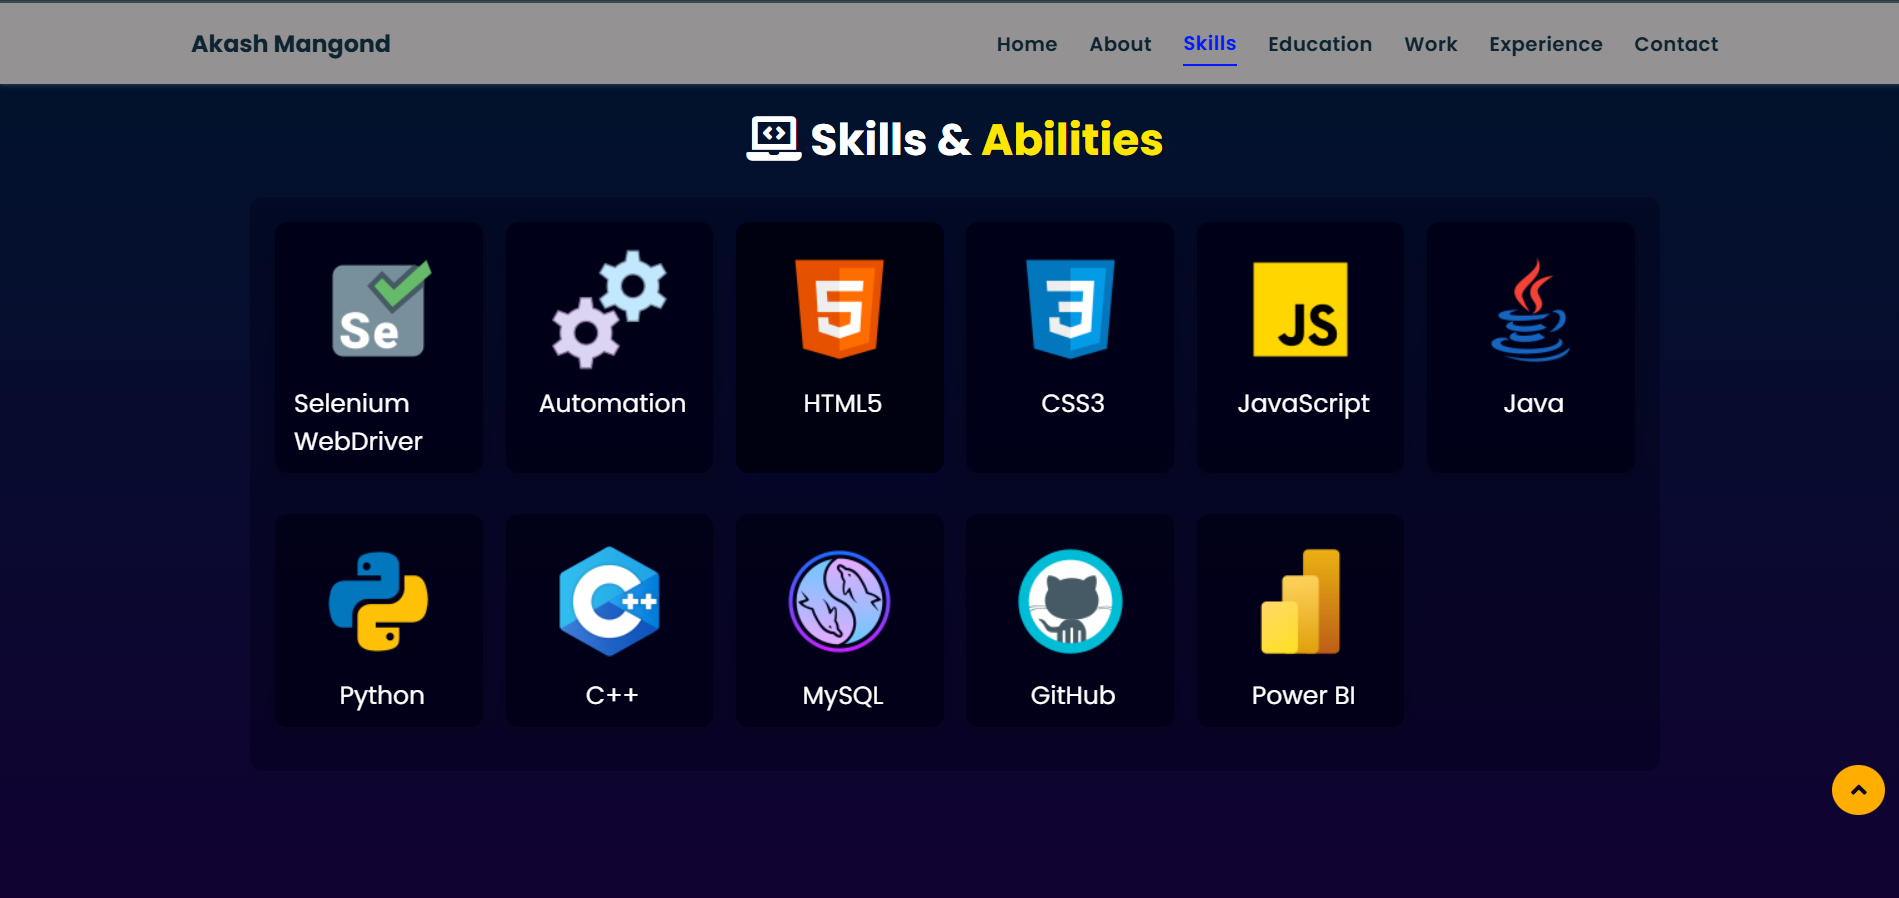 Akash Mangond
Home About Skills Education Work Experience Contact
Skills & Abilities
Se
5
3
JS
Selenium
WebDriver
Automation
HTML5
CSS3
JavaScript
Java
C++
Python
C++
MySQL
GitHub
Power BI